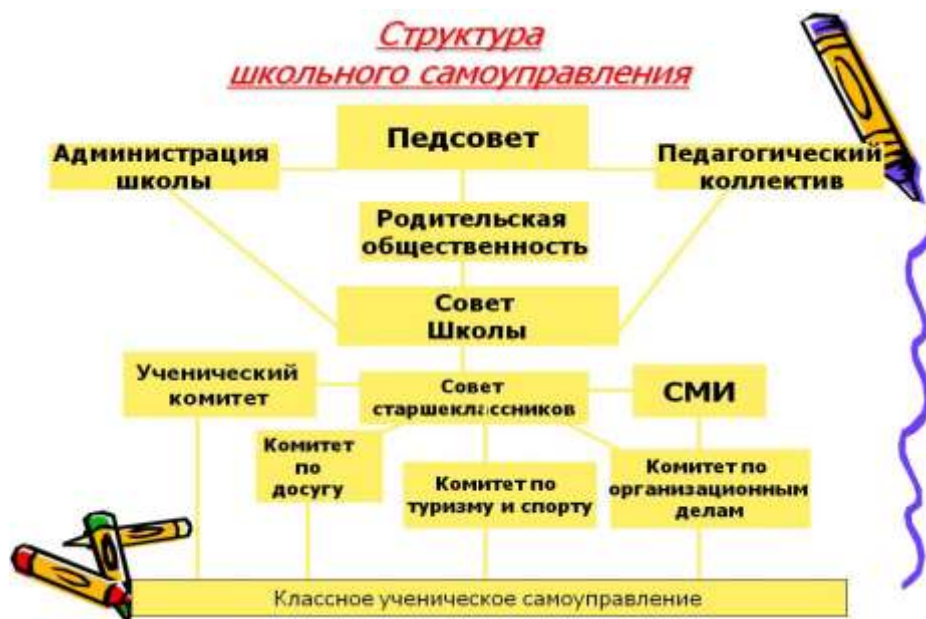 Структура
школьного самоуправления
Педсовет
Администрация
школы
Педагогический
коллектив
Родительская
общественность
Совет
Школы
Ученический
комитет
Совет
старшеклассников
СМИ
Комитет
по
досугу
Комитет по
туризму и спорту
Комитет по
организационным
делам
Классное ученическое самоуправление